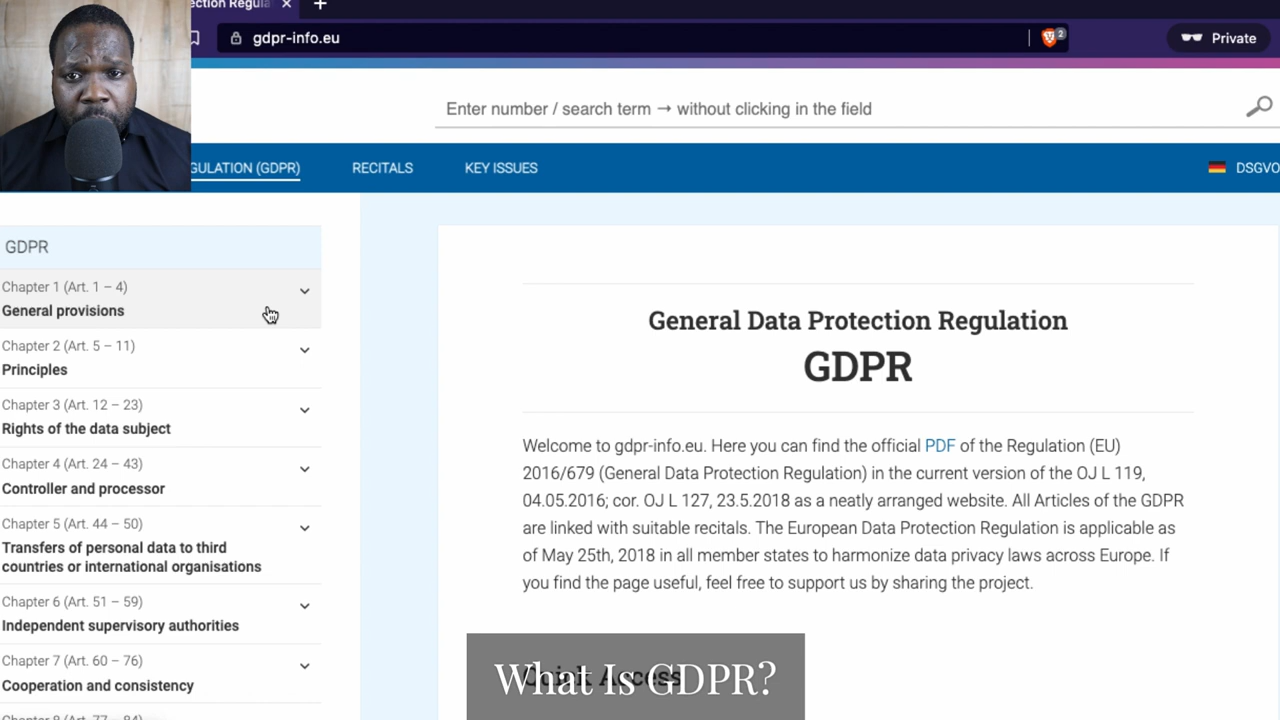 ection Regula
gdpr-info.eu
2
Private
Enter number / search term → without clicking in the field
GULATION (GDPR)
RECITALS
KEY ISSUES
DSGVO
GDPR
Chapter 1 (Art. 1 – 4)
General provisions
Chapter 2 (Art. 5 – 11)
Principles
Chapter 3 (Art. 12 – 23)
Rights of the data subject
Chapter 4 (Art. 24 – 43)
Controller and processor
Chapter 5 (Art. 44 – 50)
Transfers of personal data to third
countries or international organisations
Chapter 6 (Art. 51 – 59)
Independent supervisory authorities
Chapter 7 (Art. 60 – 76)
Cooperation and consistency
Chapter 8 (Art. 77 – 84)
General Data Protection Regulation
GDPR
Welcome to gdpr-info.eu. Here you can find the official PDF of the Regulation (EU)
2016/679 (General Data Protection Regulation) in the current version of the OJ L 119,
04.05.2016; cor. OJ L 127, 23.5.2018 as a neatly arranged website. All Articles of the GDPR
are linked with suitable recitals. The European Data Protection Regulation is applicable as
of May 25th, 2018 in all member states to harmonize data privacy laws across Europe. If
you find the page useful, feel free to support us by sharing the project.
Quick Access
What Is GDPR?